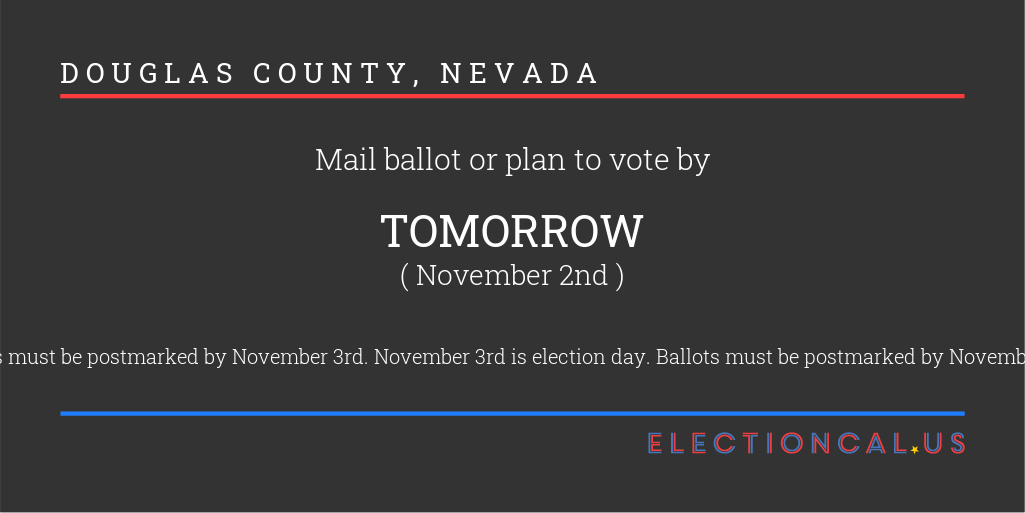 DOUGLAS COUNTY, NEVADA
Mail ballot or plan to vote by
TOMORROW
( November 2nd )
must be postmarked by November 3rd. November 3rd is election day. Ballots must be postmarked by
ELECTIONCAL.US